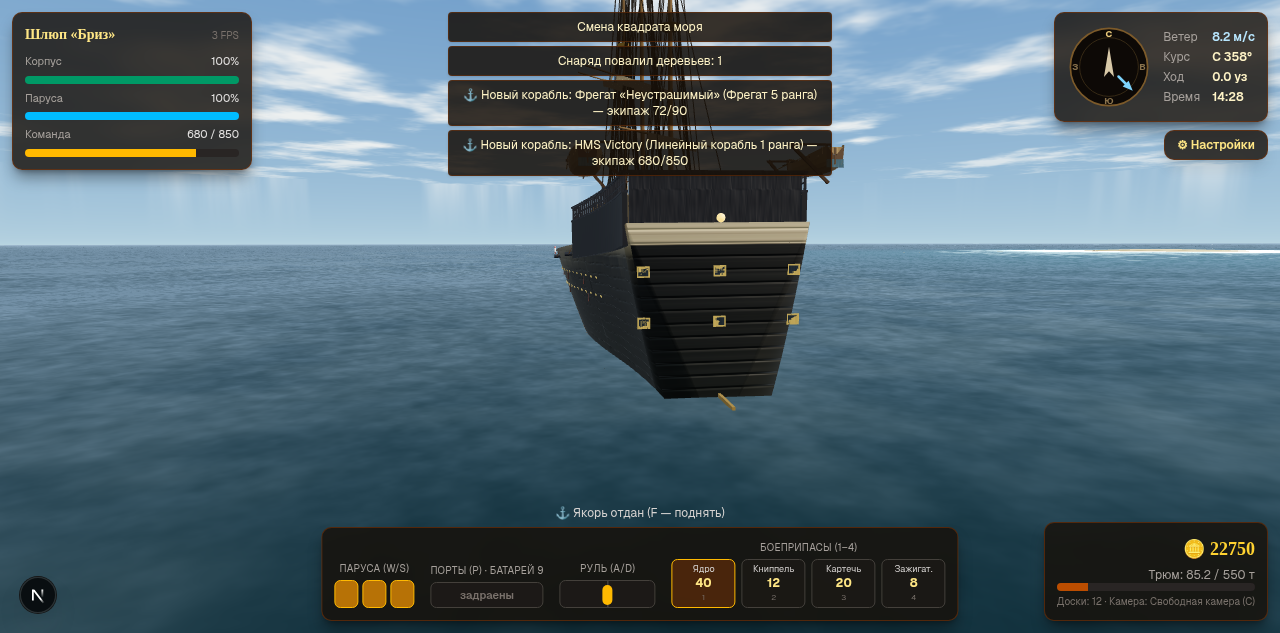 Шлюп «Бриз»
3 FPS
Корпус 100%
Паруса 100%
Команда 680 / 850
Смена квадрата моря
Снаряд повалил деревьев: 1
⚓ Новый корабль: Фрегат «Неустрашимый» (Фрегат 5 ранга)
— экипаж 72/90
⚓ Новый корабль: HMS Victory (Линейный корабль 1 ранга) —
экипаж 680/850
С
З В
Ю
Ветер 8.2 м/с
Курс С 358°
Ход 0.0 уз
Время 14:28
⚙ Настройки
⚓ Якорь отдан (F — поднять)
ПАРУСА (W/S)
ПОРТЫ (P) · БАТАРЕЙ 9
задраены
РУЛЬ (A/D)
БОЕПРИПАСЫ (1–4)
Ядро
40
1
Книппель
12
2
Картечь
20
3
Зажигат.
8
4
22750
Трюм: 85.2 / 550 т
Доски: 12 · Камера: Свободная камера (C)
N